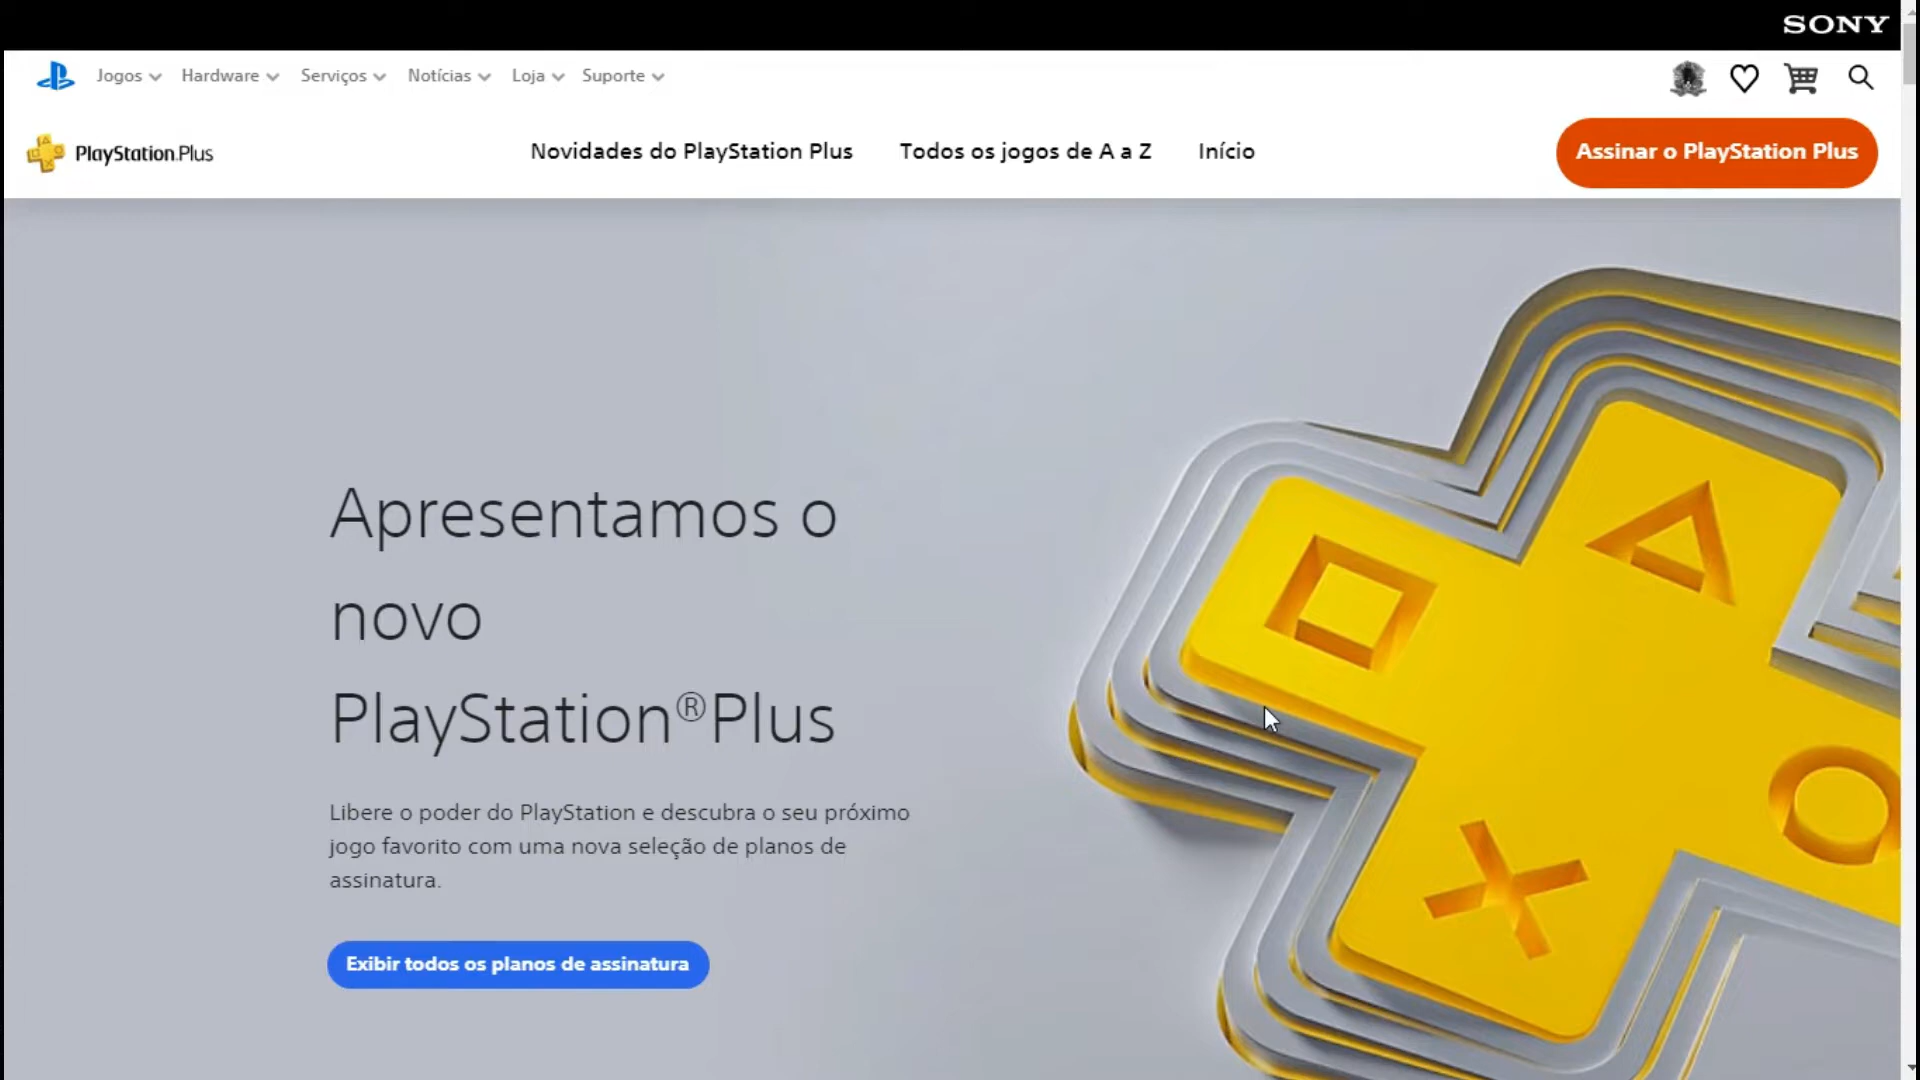 SONY
Jogos Hardware Serviços Notícias Loja Suporte
PlayStation.Plus Novidades do PlayStation Plus Todos os jogos de A a Z Início Assinar o PlayStation Plus
Apresentamos o
novo
PlayStation®Plus
Libere o poder do PlayStation e descubra o seu próximo
jogo favorito com uma nova seleção de planos de
assinatura.
Exibir todos os planos de assinatura